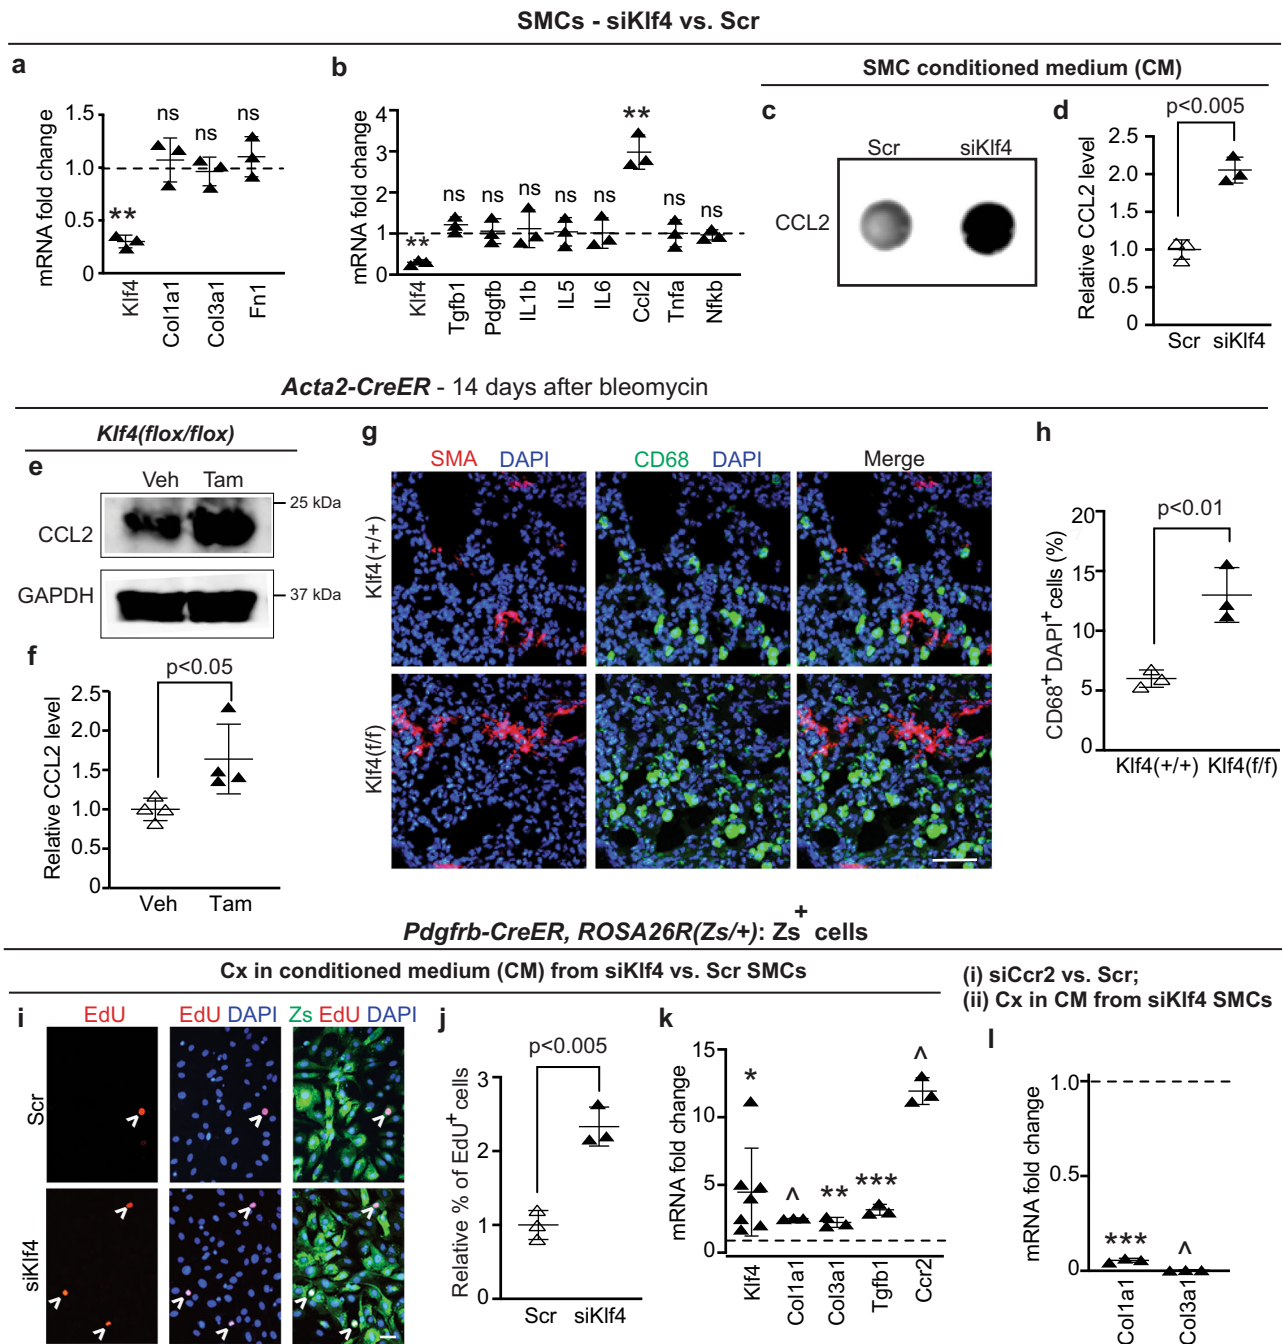 SMCs - siKlf4 vs. Scr
a
mRNA fold change
1.5
1.0
0.5
0
**
ns
ns
ns
Klf4
Col1a1
Col3a1
Fn1
b
mRNA fold change
4
3
2
1
0
**
ns
ns
ns
ns
ns
**
ns
ns
Klf4
Tgfb1
Pdgfb
IL1b
IL5
IL6
Ccl2
Tnfa
Nfkb
SMC conditioned medium (CM)
c
Scr siKlf4
CCL2
d
p<0.005
Relative CCL2 level
2.5
2.0
1.5
1.0
0.5
0
Scr siKlf4
Acta2-CreER - 14 days after bleomycin
Klf4(flox/flox)
e
Veh Tam
CCL2
25 kDa
GAPDH
37 kDa
f
p<0.05
Relative CCL2 level
2.5
2.0
1.5
1.0
0.5
0
Veh Tam
g
SMA DAPI
CD68 DAPI
Merge
Klf4(+/+)
Klf4(f/f)
h
p<0.01
CD68+DAPI+ cells (%)
20
15
10
5
0
Klf4(+/+) Klf4(f/f)
Pdgfrb-CreER, ROSA26R(Zs/+): Zs+ cells
Cx in conditioned medium (CM) from siKlf4 vs. Scr SMCs
i
EdU
EdU DAPI
Zs EdU DAPI
Scr
siKlf4
j
p<0.005
Relative % of EdU+ cells
3
2
1
0
Scr siKlf4
k
mRNA fold change
15
10
5
0
*
^
**
***
^
Klf4
Col1a1
Col3a1
Tgfb1
Ccr2
(i) siCcr2 vs. Scr;
(ii) Cx in CM from siKlf4 SMCs
l
mRNA fold change
1.0
0.5
0
***
^
Col1a1
Col3a1